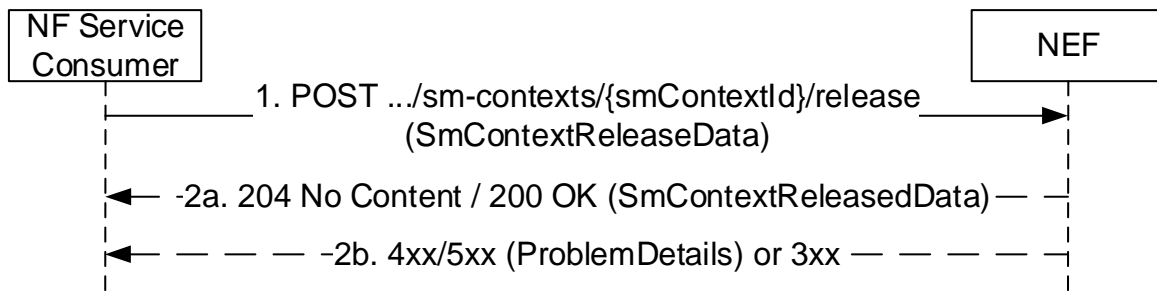 NF Service
Consumer
NEF
1. POST .../sm-contexts/{smContextId}/release
(SmContextReleaseData)
2a. 204 No Content / 200 OK (SmContextReleasedData)
2b. 4xx/5xx (ProblemDetails) or 3xx